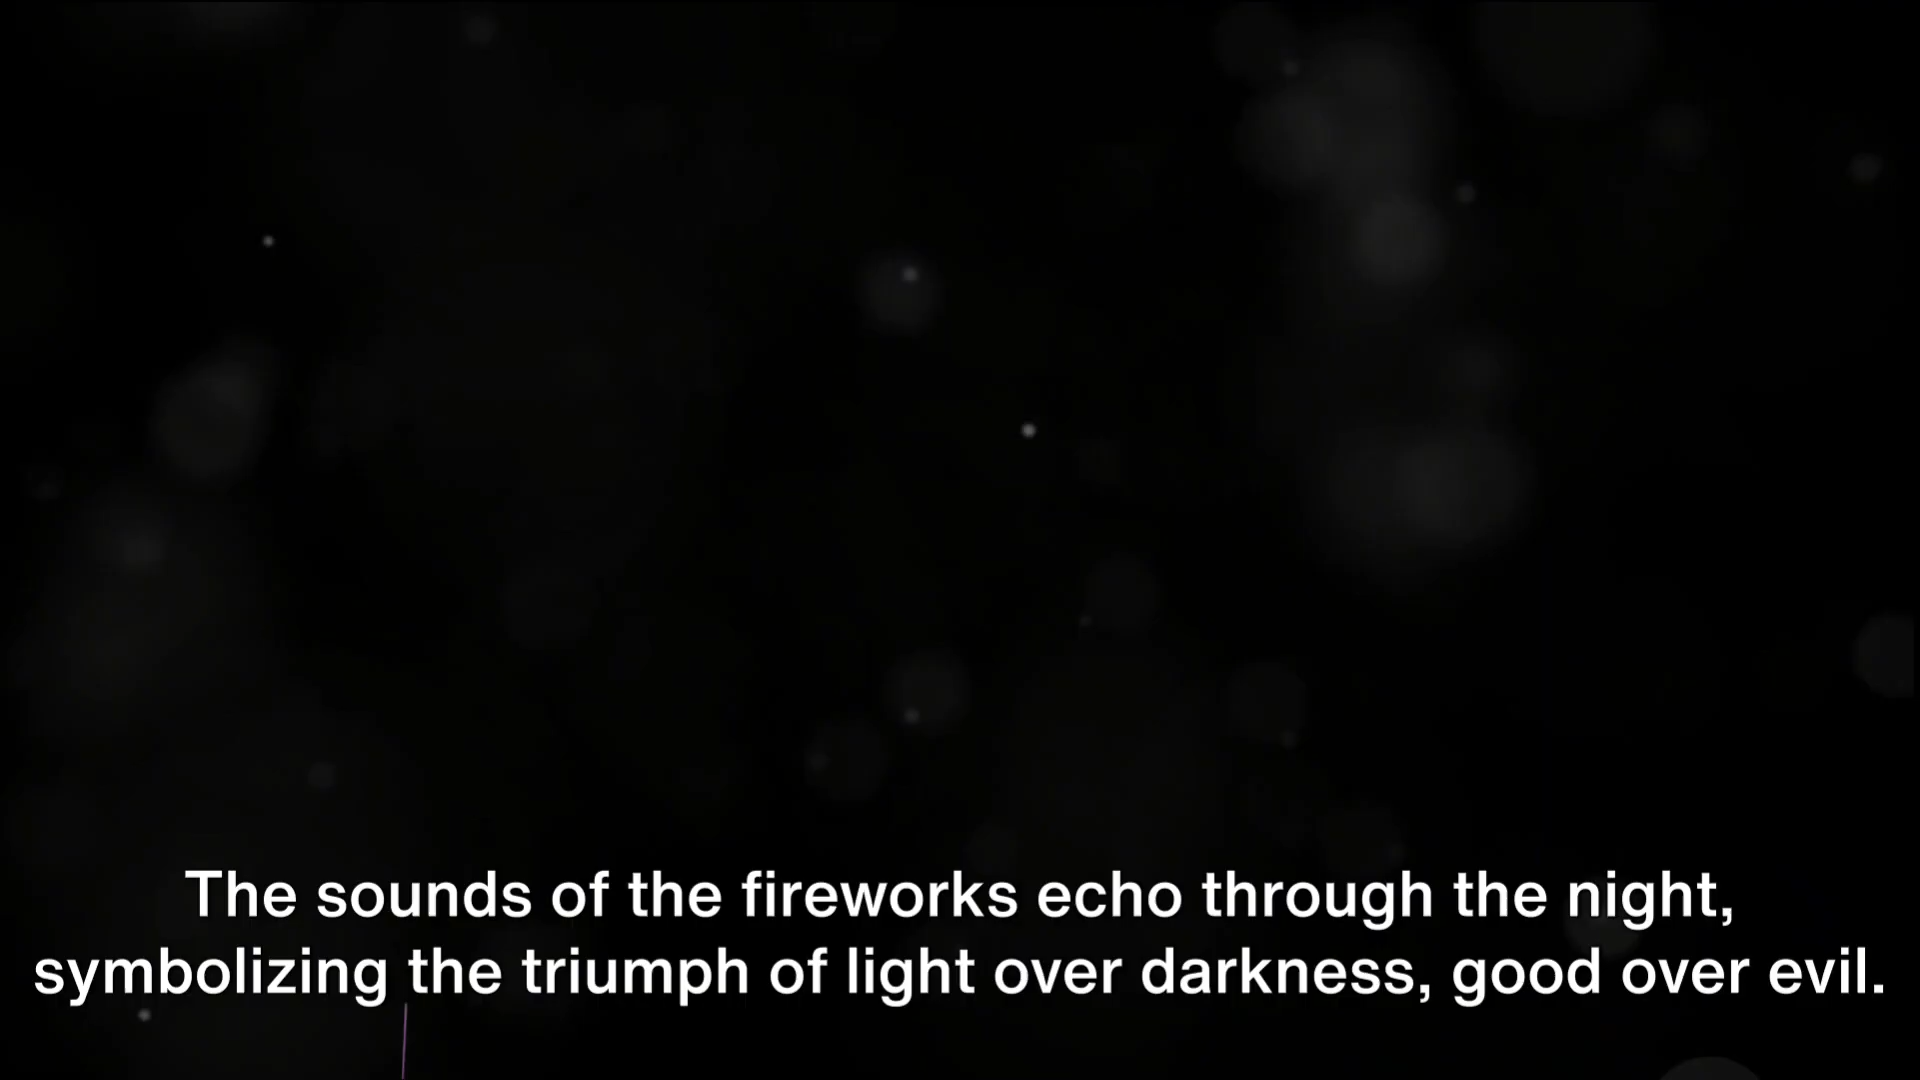 The sounds of the fireworks echo through the night,
symbolizing the triumph of light over darkness, good over evil.